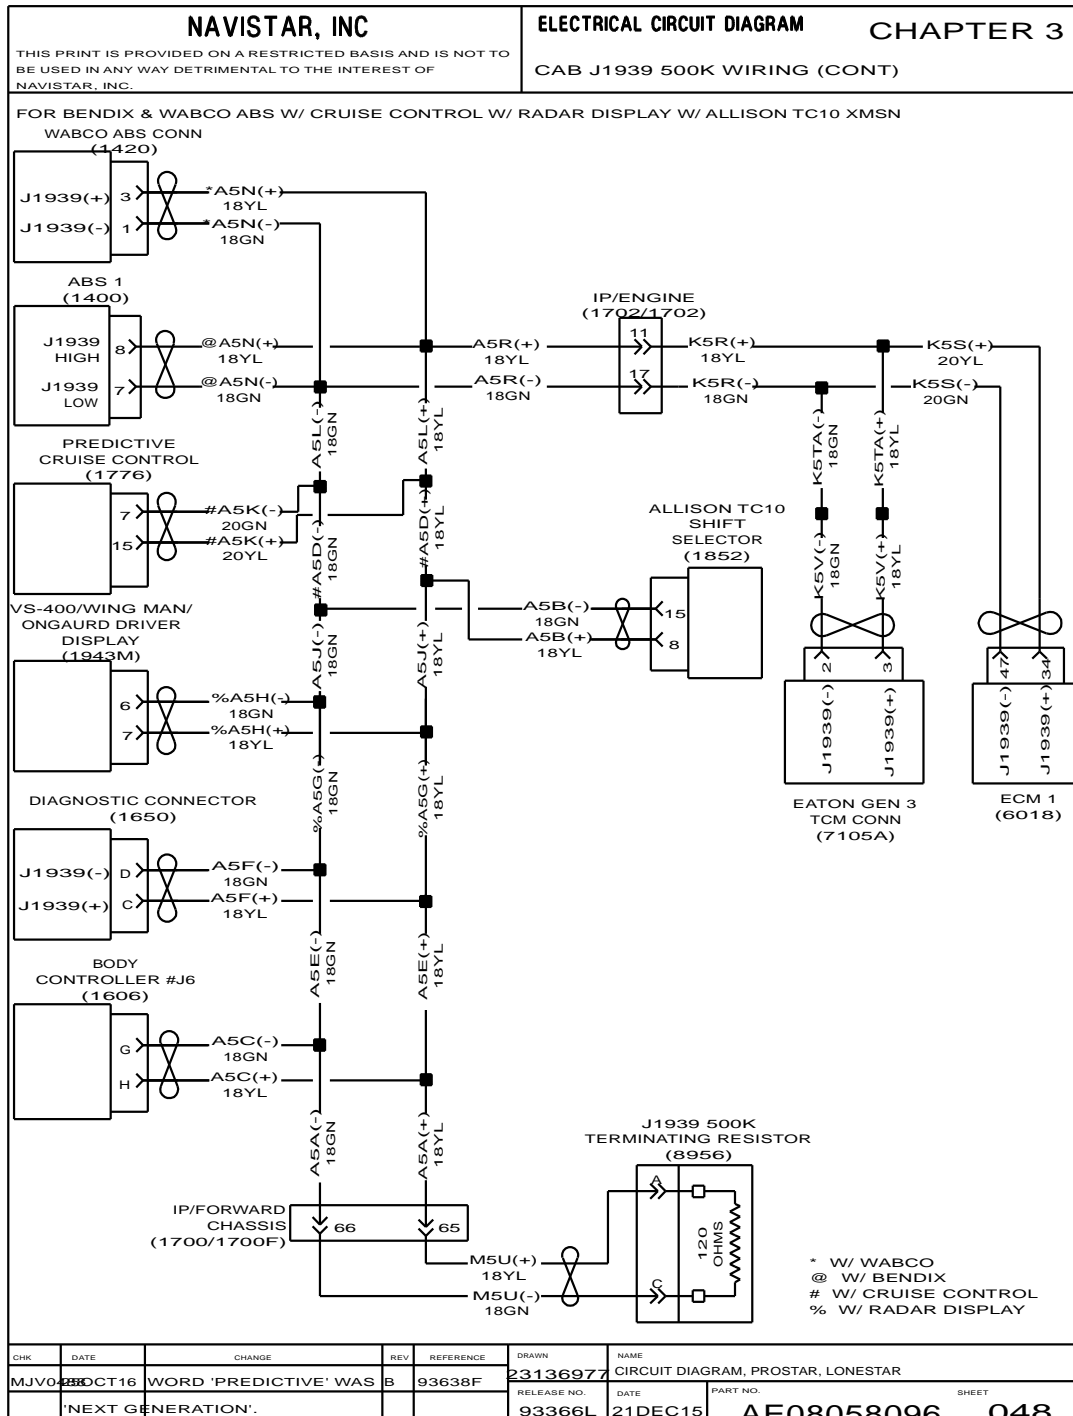 NAVISTAR, INC
THIS PRINT IS PROVIDED ON A RESTRICTED BASIS AND IS NOT TO
BE USED IN ANY WAY DETRIMENTAL TO THE INTEREST OF
NAVISTAR, INC.
ELECTRICAL CIRCUIT DIAGRAM
CHAPTER 3
CAB J1939 500K WIRING (CONT)
FOR BENDIX & WABCO ABS W/ CRUISE CONTROL W/ RADAR DISPLAY W/ ALLISON TC10 XMSN
WABCO ABS CONN
(1420)
J1939(+) 3
*A5N(+)
18YL
J1939(-) 1
*A5N(-)
18GN
ABS 1
(1400)
J1939
HIGH
8
@A5N(+)
18YL
J1939
LOW
7
@A5N(-)
18GN
A5R(+)
18YL
A5R(-)
18GN
IP/ENGINE
(1702/1702)
11
17
K5R(+)
18YL
K5R(-)
18GN
K5S(+)
20YL
K5S(-)
20GN
A5L(-)
18GN
A5L(+)
18YL
K5TA(-)
18GN
K5TA(+)
18YL
PREDICTIVE
CRUISE CONTROL
(1776)
7
#A5K(-)
20GN
15
#A5K(+)
20YL
#A5D(-)
18GN
#A5D(+)
18YL
ALLISON TC10
SHIFT
SELECTOR
(1852)
A5B(-)
18GN
15
A5B(+)
18YL
8
K5V(-)
18GN
K5V(+)
18YL
VS-400/WING MAN/
ONGAURD DRIVER
DISPLAY
(1943M)
A5J(-)
18GN
A5J(+)
18YL
6
%A5H(-)
18GN
7
%A5H(+)
18YL
2
3
J1939(-)
J1939(+)
EATON GEN 3
TCM CONN
(7105A)
47
34
J1939(-)
J1939(+)
ECM 1
(6018)
%A5G(-)
18GN
%A5G(+)
18YL
DIAGNOSTIC CONNECTOR
(1650)
J1939(-) D
A5F(-)
18GN
J1939(+) C
A5F(+)
18YL
A5E(-)
18GN
A5E(+)
18YL
BODY
CONTROLLER #J6
(1606)
G
A5C(-)
18GN
H
A5C(+)
18YL
A5A(-)
18GN
A5A(+)
18YL
J1939 500K
TERMINATING RESISTOR
(8956)
A
C
120
OHMS
IP/FORWARD
CHASSIS
(1700/1700F)
66
65
M5U(+)
18YL
M5U(-)
18GN
* W/ WABCO
@ W/ BENDIX
# W/ CRUISE CONTROL
% W/ RADAR DISPLAY
CHK DATE CHANGE REV REFERENCE
OCT16 WORD 'PREDICTIVE' WAS B 93638F
'NEXT GENERATION'.
DRAWN
23136977
NAME
CIRCUIT DIAGRAM, PROSTAR, LONESTAR
RELEASE NO.
93366L
DATE
21DEC15
PART NO.
AE08058096
SHEET
048